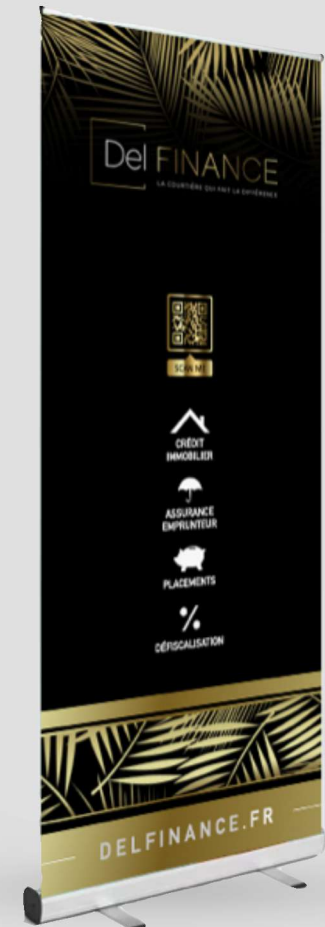 Del FINANCE
LA COURTIÈRE QUI FAIT LA DIFFÉRENCE
SCAN ME
CRÉDIT
IMMOBILIER
ASSURANCE
EMPRUNTEUR
PLACEMENTS
%
DÉFISCALISATION
DELFINANCE.FR